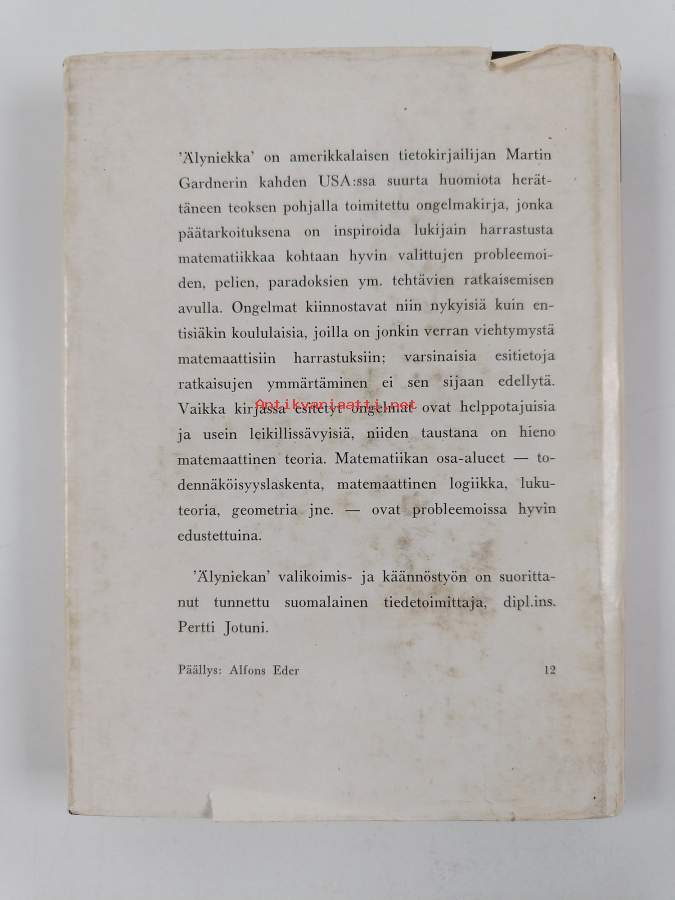 'Älyniekka' on amerikkalaisen tietokirjailijan Martin
Gardnerin kahden USA:ssa suurta huomiota herät-
täneen teoksen pohjalla toimitettu ongelmakirja, jonka
päätarkoituksena on inspiroida lukijain harrastusta
matematiikkaa kohtaan hyvin valittujen probleemoi-
den, pelien, paradoksien ym. tehtävien ratkaisemisen
avulla. Ongelmat kiinnostavat niin nykyisiä kuin en-
tisiäkin koululaisia, joilla on jonkin verran viehtymystä
matemaattisiin harrastuksiin; varsinaisia esitietoja
ratkaisujen ymmärtäminen ei sen sijaan edellytä.
Vaikka kirjassa esitetyt ongelmat ovat helppotajuisia
Antikvariaatti.net
ja usein leikillissävyisiä, niiden taustana on hieno
matemaattinen teoria. Matematiikan osa-alueet — to-
dennäköisyyslaskenta, matemaattinen logiikka, luku-
teoria, geometria jne. — ovat probleemoissa hyvin
edustettuina.
'Älyniekan' valikoimis- ja käännöstyön on suoritta-
nut tunnettu suomalainen tiedetoimittaja, dipl.ins.
Pertti Jotuni.
Päällys: Alfons Eder 12